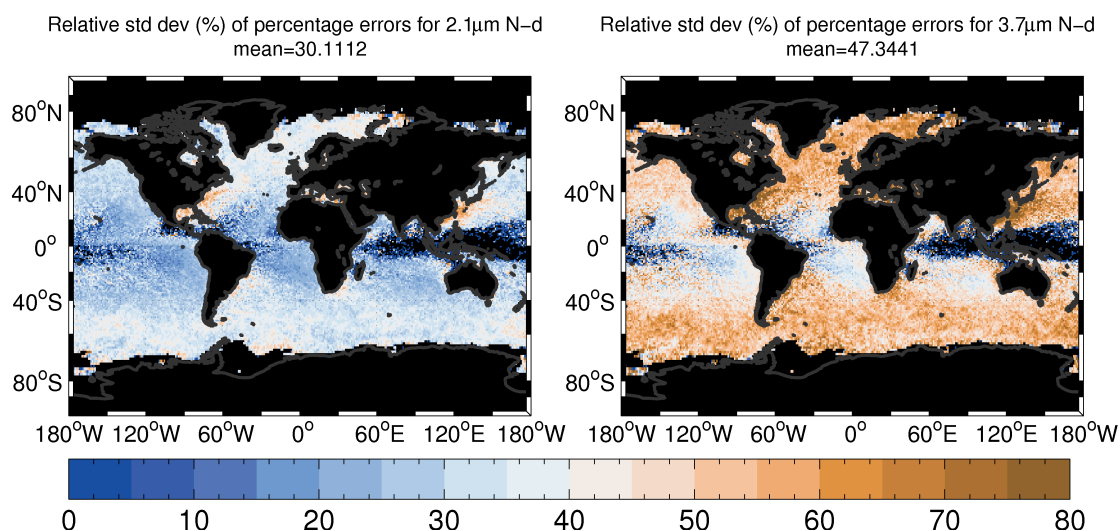 Relative std dev (%) of percentage errors for 2.1µm N−d
mean=30.1112
Relative std dev (%) of percentage errors for 3.7µm N−d
mean=47.3441
80°N
40°N
0°
40°S
80°S
180°W 120°W 60°W 0° 60°E 120°E 180°W
80°N
40°N
0°
40°S
80°S
180°W 120°W 60°W 0° 60°E 120°E 180°W
0 10 20 30 40 50 60 70 80